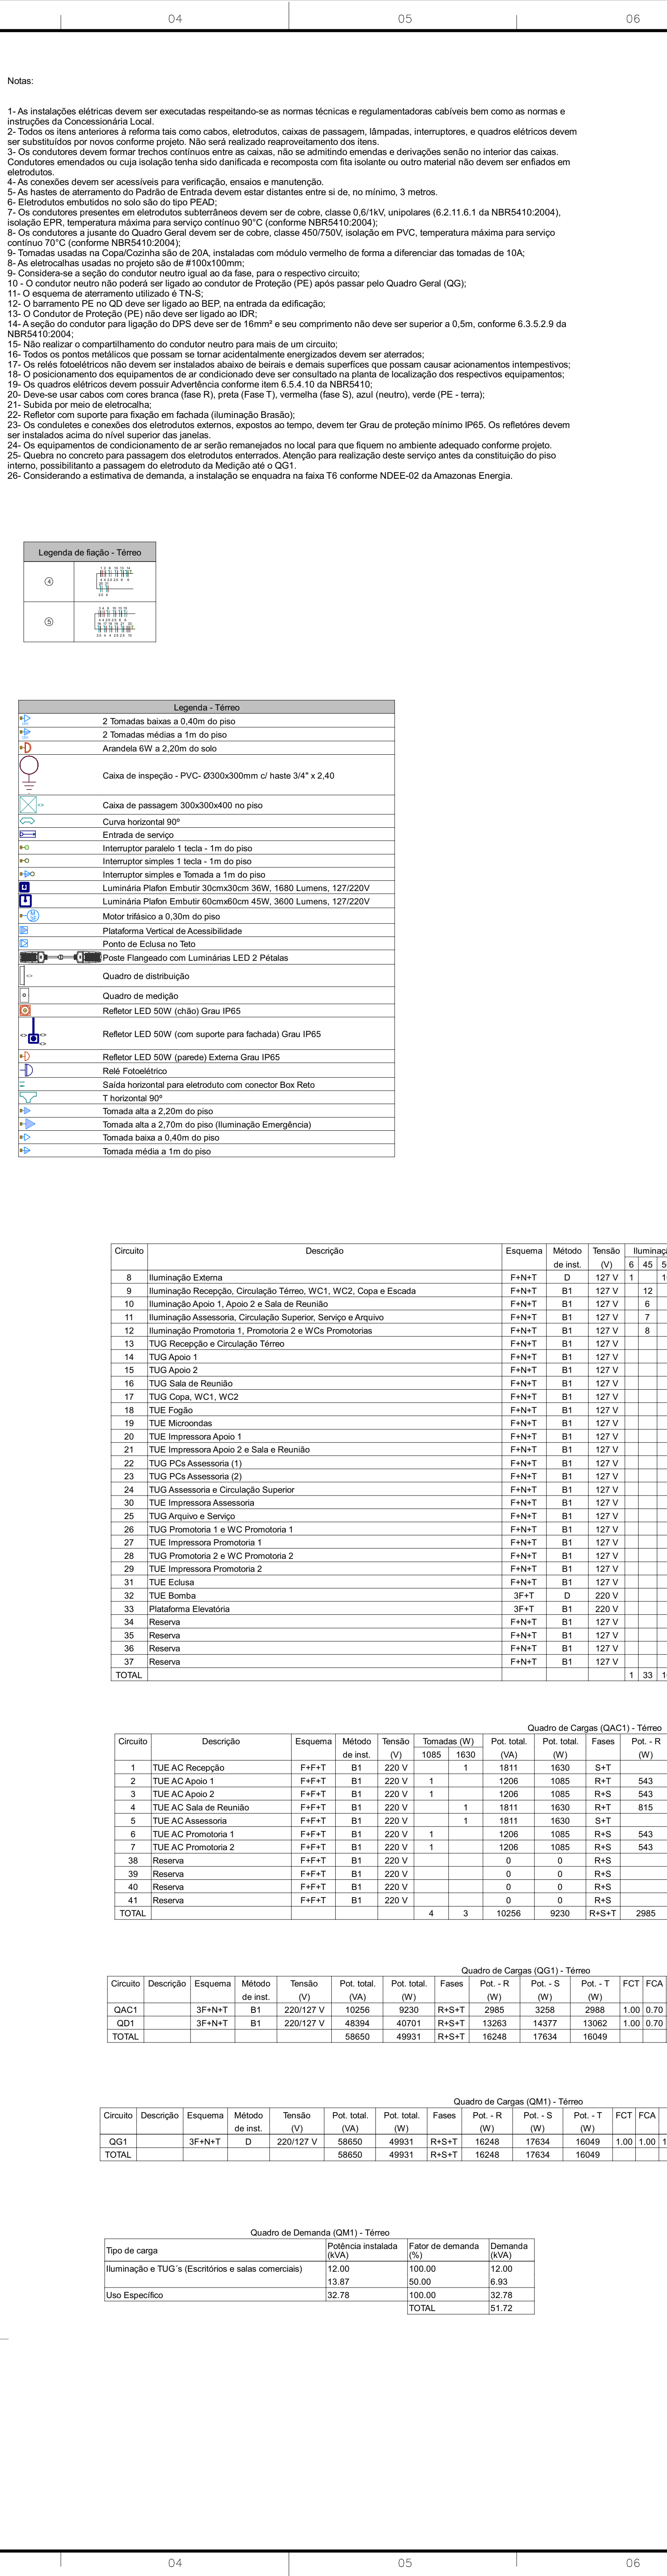 04 05 06
Notas:
1- As instalações elétricas devem ser executadas respeitando-se as normas técnicas e regulamentadoras cabíveis bem como as normas e
instruções da Concessionária Local.
2- Todos os itens anteriores à reforma tais como cabos, eletrodutos, caixas de passagem, lâmpadas, interruptores, e quadros elétricos devem
ser substituídos por novos conforme projeto. Não será realizado reaproveitamento dos itens.
3- Os condutores devem formar trechos contínuos entre as caixas, não se admitindo emendas e derivações senão no interior das caixas.
Condutores emendados ou cuja isolação tenha sido danificada e recomposta com fita isolante ou outro material não devem ser enfiados em
eletrodutos.
4- As conexões devem ser acessíveis para verificação, ensaios e manutenção.
5- As hastes de aterramento do Padrão de Entrada devem estar distantes entre si de, no mínimo, 3 metros.
6- Eletrodutos embutidos no solo são do tipo PEAD;
7- Os condutores presentes em eletrodutos subterrâneos devem ser de cobre, classe 0,6/1kV, unipolares (6.2.11.6.1 da NBR5410:2004),
isolação EPR, temperatura máxima para serviço contínuo 90°C (conforme NBR5410:2004);
8- Os condutores a jusante do Quadro Geral devem ser de cobre, classe 450/750V, isolação em PVC, temperatura máxima para serviço
contínuo 70°C (conforme NBR5410:2004);
9- Tomadas usadas na Copa/Cozinha são de 20A, instaladas com módulo vermelho de forma a diferenciar das tomadas de 10A;
8- As eletrocalhas usadas no projeto são de #100x100mm;
9- Considera-se a seção do condutor neutro igual ao da fase, para o respectivo circuito;
10 - O condutor neutro não poderá ser ligado ao condutor de Proteção (PE) após passar pelo Quadro Geral (QG);
11- O esquema de aterramento utilizado é TN-S;
12- O barramento PE no QD deve ser ligado ao BEP, na entrada da edificação;
13- O Condutor de Proteção (PE) não deve ser ligado ao IDR;
14- A seção do condutor para ligação do DPS deve ser de 16mm² e seu comprimento não deve ser superior a 0,5m, conforme 6.3.5.2.9 da
NBR5410:2004;
15- Não realizar o compartilhamento do condutor neutro para mais de um circuito;
16- Todos os pontos metálicos que possam se tornar acidentalmente energizados devem ser aterrados;
17- Os relés fotoelétricos não devem ser instalados abaixo de beirais e demais superfíces que possam causar acionamentos intempestivos;
18- O posicionamento dos equipamentos de ar condicionado deve ser consultado na planta de localização dos respectivos equipamentos;
19- Os quadros elétricos devem possuir Advertência conforme item 6.5.4.10 da NBR5410;
20- Deve-se usar cabos com cores branca (fase R), preta (Fase T), vermelha (fase S), azul (neutro), verde (PE - terra);
21- Subida por meio de eletrocalha;
22- Refletor com suporte para fixação em fachada (iluminação Brasão);
23- Os conduletes e conexões dos eletrodutos externos, expostos ao tempo, devem ter Grau de proteção mínimo IP65. Os refletóres devem
ser instalados acima do nível superior das janelas.
24- Os equipamentos de condicionamento de ar serão remanejados no local para que fiquem no ambiente adequado conforme projeto.
25- Quebra no concreto para passagem dos eletrodutos enterrados. Atenção para realização deste serviço antes da constituição do piso
interno, possibilitanto a passagem do eletroduto da Medição até o QG1.
26- Considerando a estimativa de demanda, a instalação se enquadra na faixa T6 conforme NDEE-02 da Amazonas Energia.
Legenda de fiação - Térreo
4
5
Legenda - Térreo
2 Tomadas baixas a 0,40m do piso
2 Tomadas médias a 1m do piso
Arandela 6W a 2,20m do solo
Caixa de inspeção - PVC- Ø300x300mm c/ haste 3/4" x 2,40
Caixa de passagem 300x300x400 no piso
Curva horizontal 90º
Entrada de serviço
Interruptor paralelo 1 tecla - 1m do piso
Interruptor simples 1 tecla - 1m do piso
Interruptor simples e Tomada a 1m do piso
Luminária Plafon Embutir 30cmx30cm 36W, 1680 Lumens, 127/220V
Luminária Plafon Embutir 60cmx60cm 45W, 3600 Lumens, 127/220V
Motor trifásico a 0,30m do piso
Plataforma Vertical de Acessibilidade
Ponto de Eclusa no Teto
Poste Flangeado com Luminárias LED 2 Pétalas
Quadro de distribuição
Quadro de medição
Refletor LED 50W (chão) Grau IP65
Refletor LED 50W (com suporte para fachada) Grau IP65
Refletor LED 50W (parede) Externa Grau IP65
Relé Fotoelétrico
Saída horizontal para eletroduto com conector Box Reto
T horizontal 90º
Tomada alta a 2,20m do piso
Tomada alta a 2,70m do piso (Iluminação Emergência)
Tomada baixa a 0,40m do piso
Tomada média a 1m do piso
Circuito Descrição Esquema Método Tensão
de inst. (V) 6 45
8 Iluminação Externa F+N+T D 127 V 1
9 Iluminação Recepção, Circulação Térreo, WC1, WC2, Copa e Escada F+N+T B1 127 V 12
10 Iluminação Apoio 1, Apoio 2 e Sala de Reunião F+N+T B1 127 V 6
11 Iluminação Assessoria, Circulação Superior, Serviço e Arquivo F+N+T B1 127 V 7
12 Iluminação Promotoria 1, Promotoria 2 e WCs Promotorias F+N+T B1 127 V 8
13 TUG Recepção e Circulação Térreo F+N+T B1 127 V
14 TUG Apoio 1 F+N+T B1 127 V
15 TUG Apoio 2 F+N+T B1 127 V
16 TUG Sala de Reunião F+N+T B1 127 V
17 TUG Copa, WC1, WC2 F+N+T B1 127 V
18 TUE Fogão F+N+T B1 127 V
19 TUE Microondas F+N+T B1 127 V
20 TUE Impressora Apoio 1 F+N+T B1 127 V
21 TUE Impressora Apoio 2 e Sala e Reunião F+N+T B1 127 V
22 TUG PCs Assessoria (1) F+N+T B1 127 V
23 TUG PCs Assessoria (2) F+N+T B1 127 V
24 TUG Assessoria e Circulação Superior F+N+T B1 127 V
30 TUE Impressora Assessoria F+N+T B1 127 V
25 TUG Arquivo e Serviço F+N+T B1 127 V
26 TUG Promotoria 1 e WC Promotoria 1 F+N+T B1 127 V
27 TUE Impressora Promotoria 1 F+N+T B1 127 V
28 TUG Promotoria 2 e WC Promotoria 2 F+N+T B1 127 V
29 TUE Impressora Promotoria 2 F+N+T B1 127 V
31 TUE Eclusa F+N+T B1 127 V
32 TUE Bomba 3F+T D 220 V
33 Plataforma Elevatória 3F+T B1 220 V
34 Reserva F+N+T B1 127 V
35 Reserva F+N+T B1 127 V
36 Reserva F+N+T B1 127 V
37 Reserva F+N+T B1 127 V
TOTAL 1 33
Quadro de Cargas (QAC1) - Térreo
Circuito Descrição Esquema Método Tensão Tomadas (W) Pot. total. Pot. total. Fases Pot. - R
de inst. (V) 1085 1630 (VA) (W) (W)
1 TUE AC Recepção F+F+T B1 220 V 1 1811 1630 S+T
2 TUE AC Apoio 1 F+F+T B1 220 V 1 1206 1085 R+T 543
3 TUE AC Apoio 2 F+F+T B1 220 V 1 1206 1085 R+S 543
4 TUE AC Sala de Reunião F+F+T B1 220 V 1 1811 1630 R+T 815
5 TUE AC Assessoria F+F+T B1 220 V 1 1811 1630 S+T
6 TUE AC Promotoria 1 F+F+T B1 220 V 1 1206 1085 R+S 543
7 TUE AC Promotoria 2 F+F+T B1 220 V 1 1206 1085 R+S 543
38 Reserva F+F+T B1 220 V 0 0 R+S
39 Reserva F+F+T B1 220 V 0 0 R+S
40 Reserva F+F+T B1 220 V 0 0 R+S
41 Reserva F+F+T B1 220 V 0 0 R+S
TOTAL 4 3 10256 9230 R+S+T 2985
Quadro de Cargas (QG1) - Térreo
Circuito Descrição Esquema Método Tensão Pot. total. Pot. total. Fases Pot. - R Pot. - S Pot. - T FCT FCA
de inst. (V) (VA) (W) (W) (W) (W)
QAC1 3F+N+T B1 220/127 V 10256 9230 R+S+T 2985 3258 2988 1.00 0.70
QD1 3F+N+T B1 220/127 V 48394 40701 R+S+T 13263 14377 13062 1.00 0.70
TOTAL 58650 49931 R+S+T 16248 17634 16049
Quadro de Cargas (QM1) - Térreo
Circuito Descrição Esquema Método Tensão Pot. total. Pot. total. Fases Pot. - R Pot. - S Pot. - T FCT FCA
de inst. (V) (VA) (W) (W) (W) (W)
QG1 3F+N+T D 220/127 V 58650 49931 R+S+T 16248 17634 16049 1.00 1.00
TOTAL 58650 49931 R+S+T 16248 17634 16049
Quadro de Demanda (QM1) - Térreo
Tipo de carga Potência instalada (kVA) Fator de demanda (%) Demanda (kVA)
Iluminação e TUG´s (Escritórios e salas comerciais) 12.00 100.00 12.00
13.87 50.00 6.93
Uso Específico 32.78 100.00 32.78
TOTAL 51.72
04 05 06